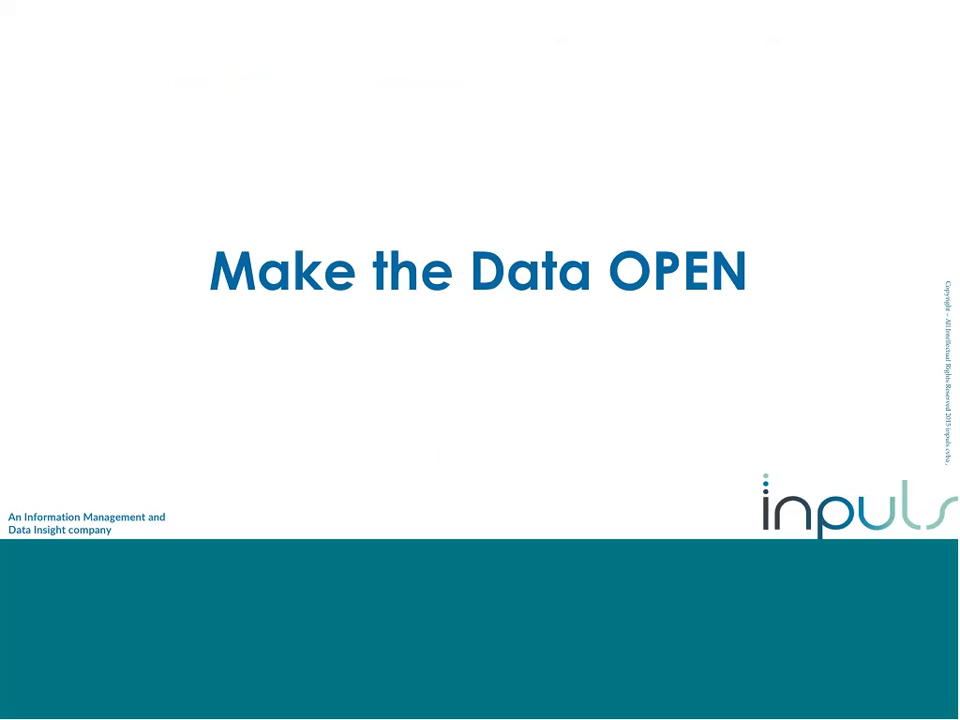 Make the Data OPEN
Copyright – All Intellectual Rights Reserved 2015 inpuls cvba,
An Information Management and
Data Insight company
inpuls